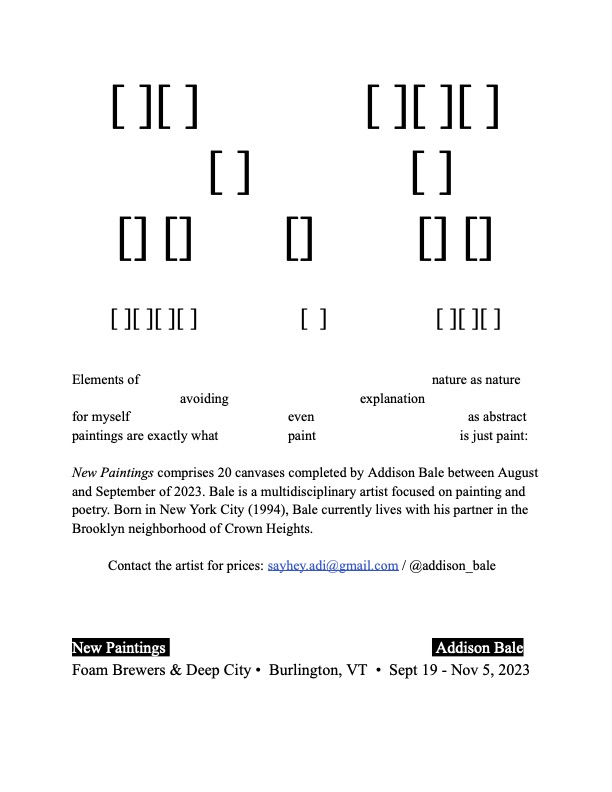 [ ][ ] [ ][ ][ ]
[ ] [ ]
[] [] [] [] []
[ ][ ][ ][ ] [ ] [ ][ ][ ]
Elements of nature as nature
avoiding explanation
for myself even as abstract
paintings are exactly what paint is just paint:
New Paintings comprises 20 canvases completed by Addison Bale between August
and September of 2023. Bale is a multidisciplinary artist focused on painting and
poetry. Born in New York City (1994), Bale currently lives with his partner in the
Brooklyn neighborhood of Crown Heights.
Contact the artist for prices: sayhey.adi@gmail.com / @addison_bale
New Paintings Addison Bale
Foam Brewers & Deep City • Burlington, VT • Sept 19 - Nov 5, 2023